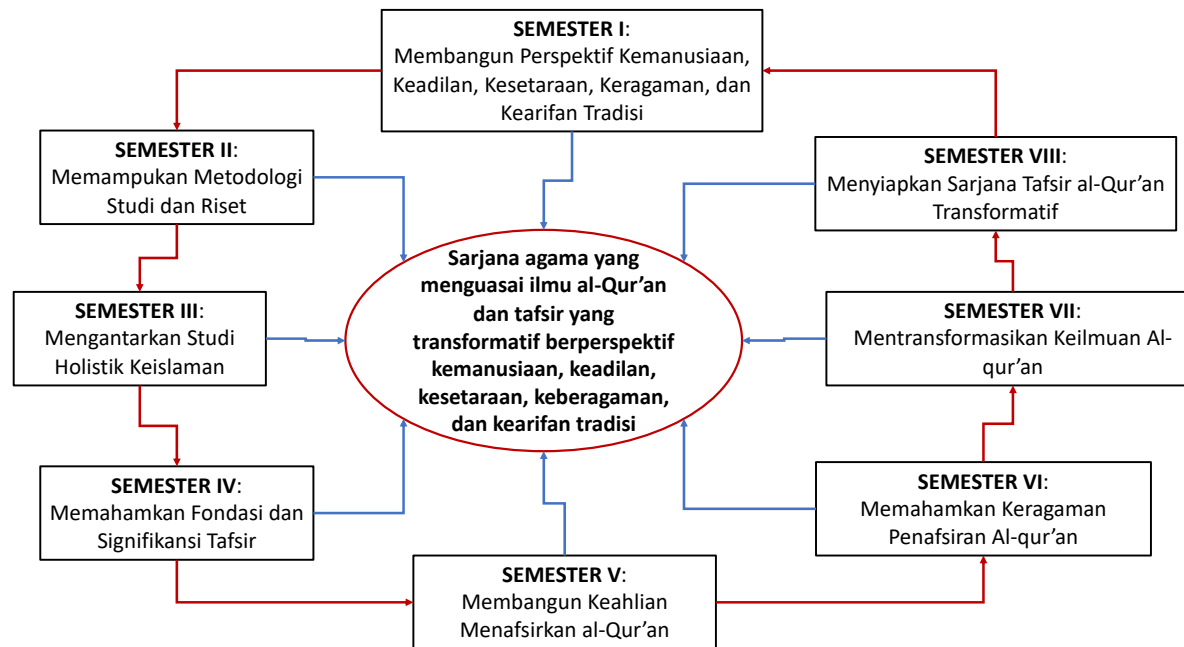 SEMESTER I:
Membangun Perspektif Kemanusiaan,
Keadilan, Kesetaraan, Keragaman, dan
Kearifan Tradisi
SEMESTER II:
Memampukan Metodologi
Studi dan Riset
SEMESTER III:
Mengantarkan Studi
Holistik Keislaman
SEMESTER IV:
Memahamkan Fondasi dan
Signifikansi Tafsir
SEMESTER V:
Membangun Keahlian
Menafsirkan al-Qur’an
SEMESTER VI:
Memahamkan Keragaman
Penafsiran Al-qur’an
SEMESTER VII:
Mentransformasikan Keilmuan Al-
qur’an
SEMESTER VIII:
Menyiapkan Sarjana Tafsir al-Qur’an
Transformatif
Sarjana agama yang
menguasai ilmu al-Qur’an
dan tafsir yang
transformatif berperspektif
kemanusiaan, keadilan,
kesetaraan, keberagaman,
dan kearifan tradisi